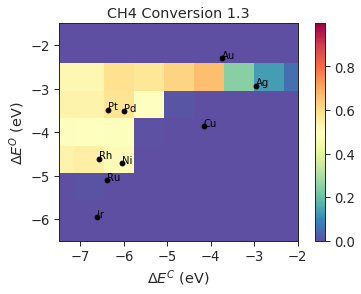 CH4 Conversion 1.3
ΔE^O (eV)
−2
−3
−4
−5
−6
Au
Ag
Pt
Pd
Cu
Rh
Ni
Ru
Ir
0.8
0.6
0.4
0.2
0.0
−7 −6 −5 −4 −3 −2
ΔE^C (eV)